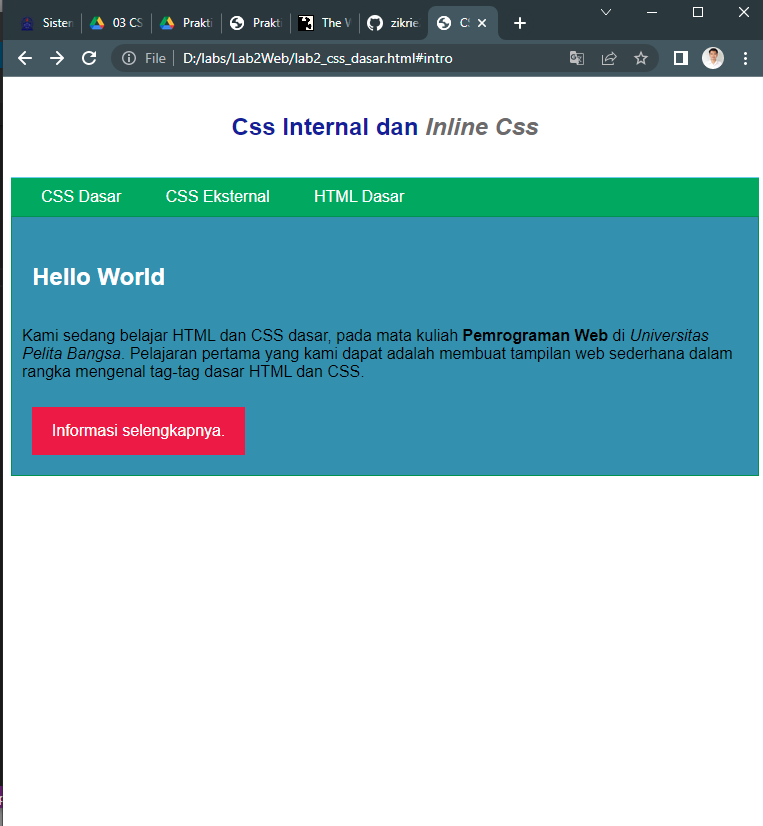 Sisten
03 CS
Prakti
Prakti
The V
zikrie
CS
File
D:/labs/Lab2Web/lab2_css_dasar.html#intro
Css Internal dan Inline Css
CSS Dasar
CSS Eksternal
HTML Dasar
Hello World
Kami sedang belajar HTML dan CSS dasar, pada mata kuliah Pemrograman Web di Universitas
Pelita Bangsa. Pelajaran pertama yang kami dapat adalah membuat tampilan web sederhana dalam
rangka mengenal tag-tag dasar HTML dan CSS.
Informasi selengkapnya.